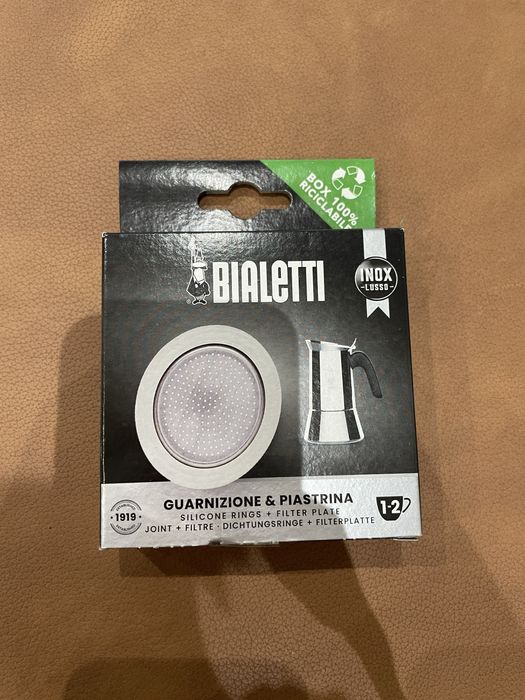 BOX 100%
RICICLABILE
BIALETTI
INOX
LUSSO
GUARNIZIONE & PIASTRINA
SILICONE RINGS + FILTER PLATE
JOINT + FILTRE · DICHTUNGSRINGE + FILTERPLATTE
1919
1-2